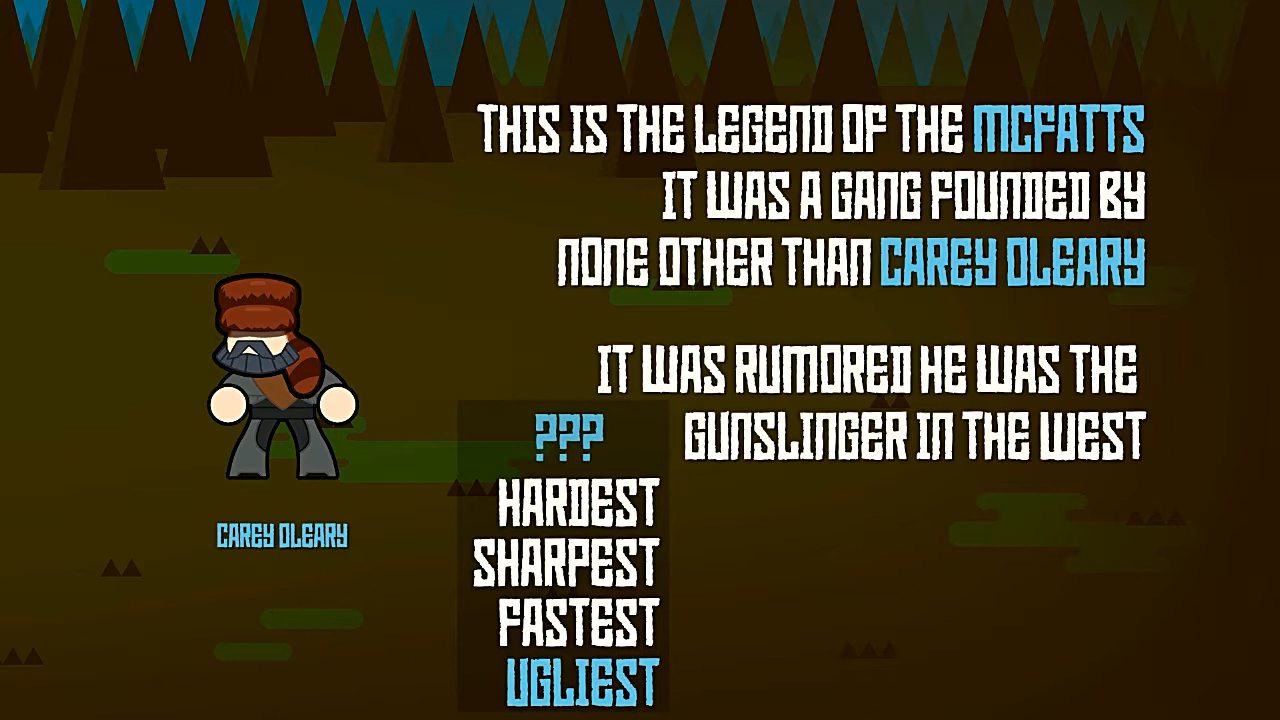 THIS IS THE LEGEND OF THE MCFATTS
IT WAS A GANG FOUNDED BY
NONE OTHER THAN CAREY OLEARY
IT WAS RUMORED HE WAS THE
??? GUNSLINGER IN THE WEST
HARDEST
SHARPEST
FASTEST
UGLIEST
CAREY OLEARY